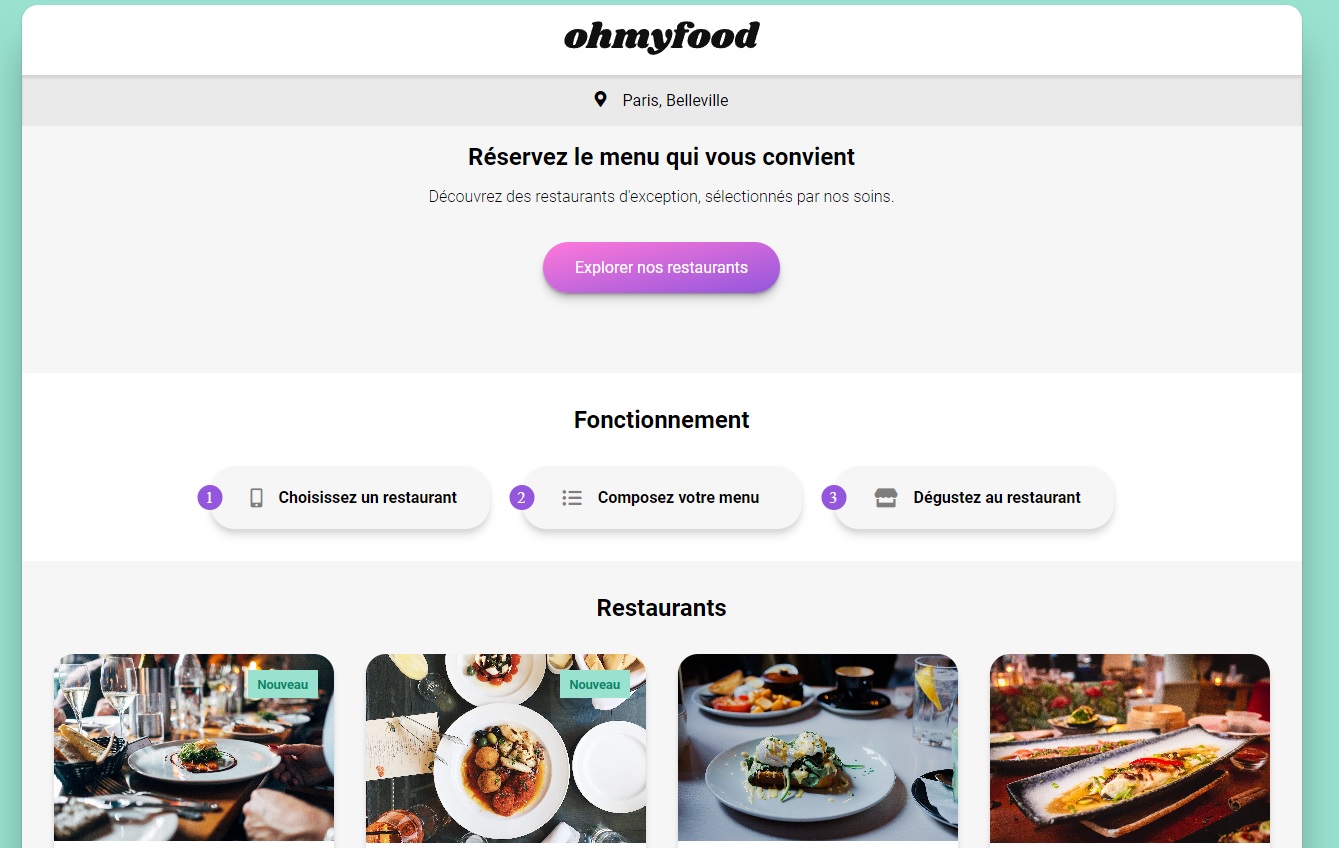 ohmyfood
Paris, Belleville
Réservez le menu qui vous convient
Découvrez des restaurants d'exception, sélectionnés par nos soins.
Explorer nos restaurants
Fonctionnement
1 Choisissez un restaurant
2 Composez votre menu
3 Dégustez au restaurant
Restaurants
Nouveau
Nouveau